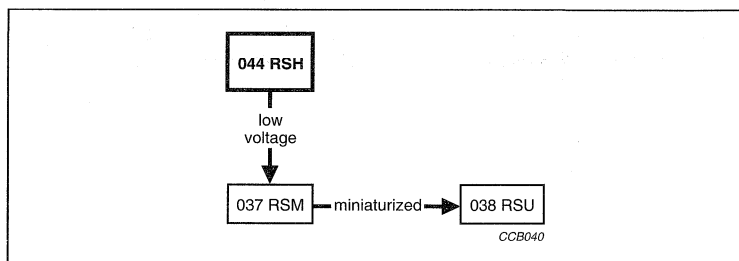 044 RSH
low
voltage
037 RSM
miniaturized
038 RSU
CCB040